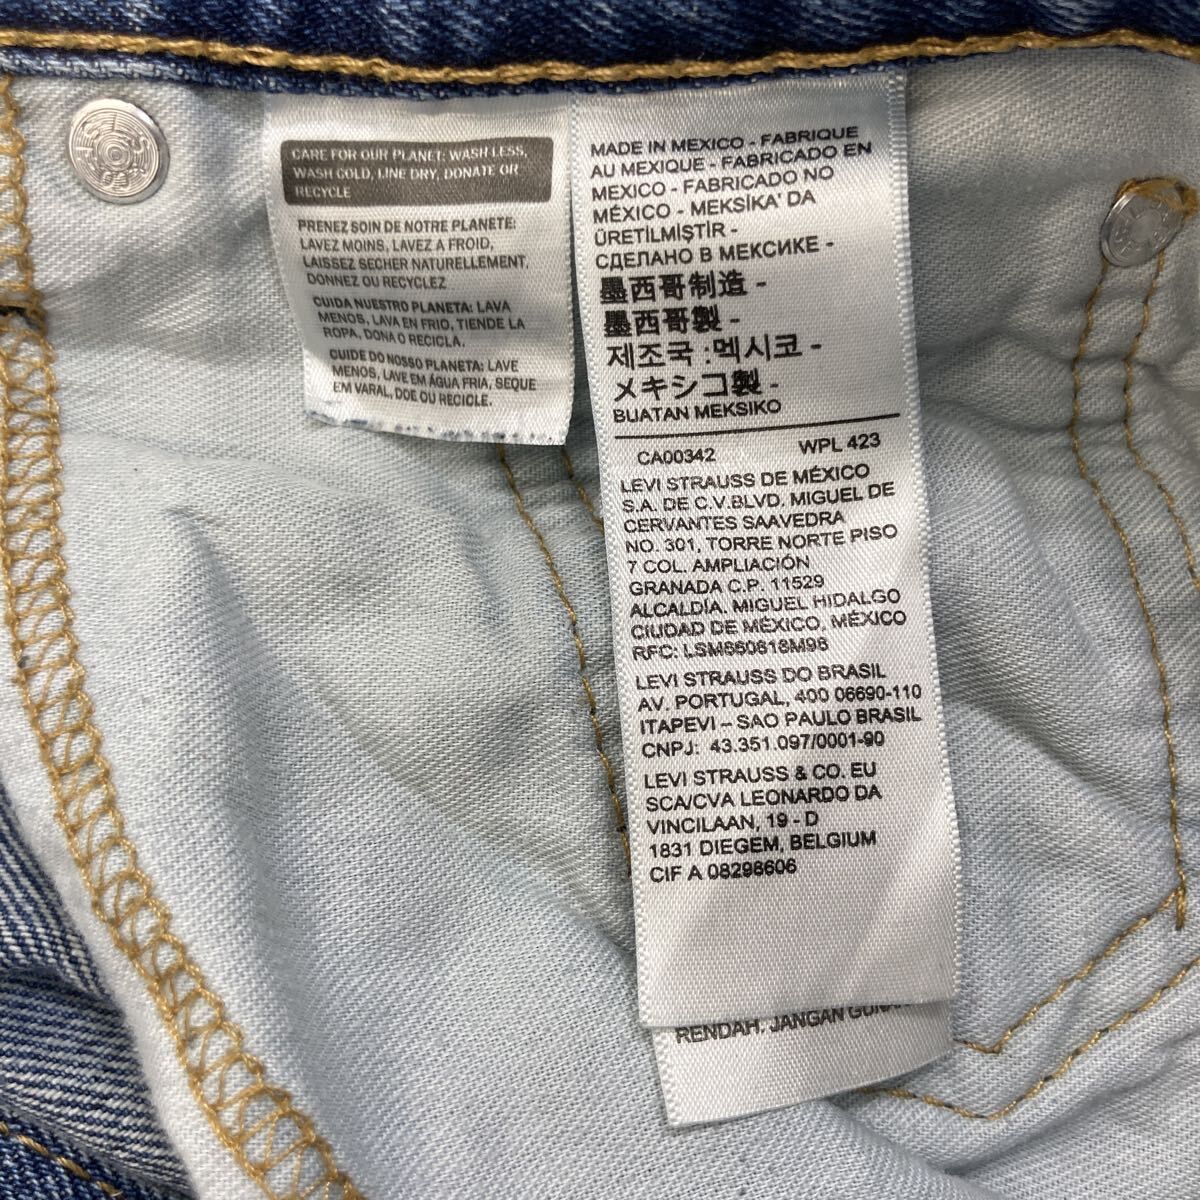 CARE FOR OUR PLANET: WASH LESS,
WASH COLD, LINE DRY, DONATE OR
RECYCLE
PRENEZ SOIN DE NOTRE PLANETE:
LAVEZ MOINS, LAVEZ A FROID,
LAISSEZ SECHER NATURELLEMENT,
DONNEZ OU RECYCLEZ
CUIDA NUESTRO PLANETA: LAVA
MENOS, LAVA EN FRIO, TIENDE LA
ROPA, DONA O RECICLA.
CUIDE DO NOSSO PLANETA: LAVE
MENOS, LAVE EM ÁGUA FRIA, SEQUE
EM VARAL, DOE OU RECICLE.
MADE IN MEXICO - FABRIQUE
AU MEXIQUE - FABRICADO EN
MEXICO - FABRICADO NO
MÉXICO - MEKSİKA' DA
ÜRETİLMİŞTİR -
СДЕЛАНО В МЕКСИКЕ -
墨西哥制造 -
墨西哥製 -
제조국 :멕시코 -
メキシコ製 -
BUATAN MEKSIKO
CA00342 WPL 423
LEVI STRAUSS DE MÉXICO
S.A. DE C.V.BLVD. MIGUEL DE
CERVANTES SAAVEDRA
NO. 301, TORRE NORTE PISO
7 COL. AMPLIACIÓN
GRANADA C.P. 11529
ALCALDÍA. MIGUEL HIDALGO
CIUDAD DE MÉXICO, MÉXICO
RFC: LSM660618M98
LEVI STRAUSS DO BRASIL
AV. PORTUGAL, 400 06690-110
ITAPEVI – SAO PAULO BRASIL
CNPJ: 43.351.097/0001-90
LEVI STRAUSS & CO. EU
SCA/CVA LEONARDO DA
VINCILAAN, 19 - D
1831 DIEGEM, BELGIUM
CIF A 08298606
RENDAH. JANGAN